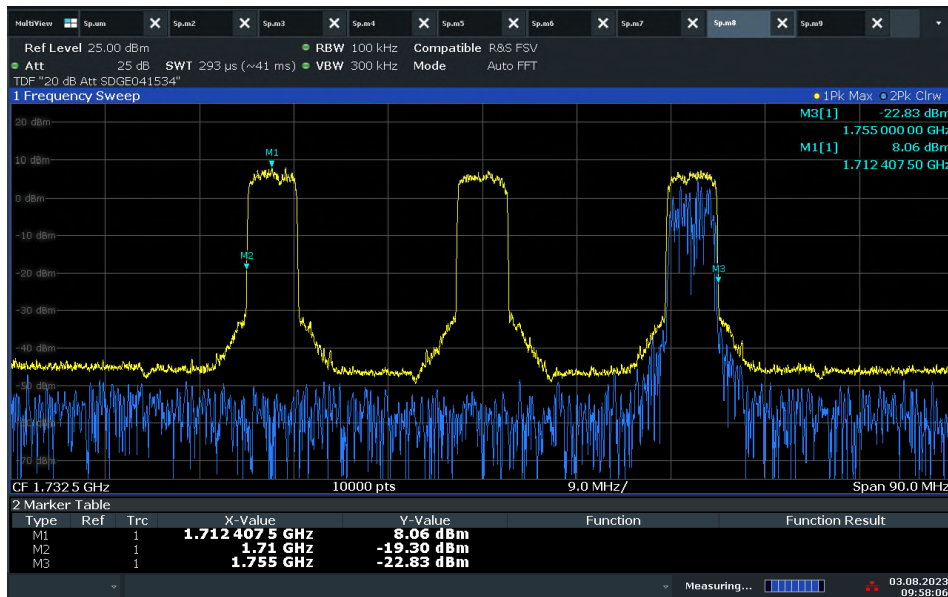 MultiView Sp.um Sp.m2 Sp.m3 Sp.m4 Sp.m5 Sp.m6 Sp.m7 Sp.m8 Sp.m9
Ref Level 25.00 dBm RBW 100 kHz Compatible R&S FSV
Att 25 dB SWT 293 µs (~41 ms) VBW 300 kHz Mode Auto FFT
TDF "20 dB Att SDGE041534"
1 Frequency Sweep 1Pk Max 2Pk Clrw
M3[1] -22.83 dBm
1.755 000 00 GHz
M1[1] 8.06 dBm
1.712 407 50 GHz
20 dBm
M1
10 dBm
0 dBm
-10 dBm
M2
-20 dBm
M3
-30 dBm
-40 dBm
-50 dBm
-70 dBm
CF 1.732 5 GHz 10000 pts 9.0 MHz/ Span 90.0 MHz
2 Marker Table
Type Ref Trc X-Value Y-Value Function Function Result
M1 1 1.712 407 5 GHz 8.06 dBm
M2 1 1.71 GHz -19.30 dBm
M3 1 1.755 GHz -22.83 dBm
Measuring... 03.08.2023
09:58:06